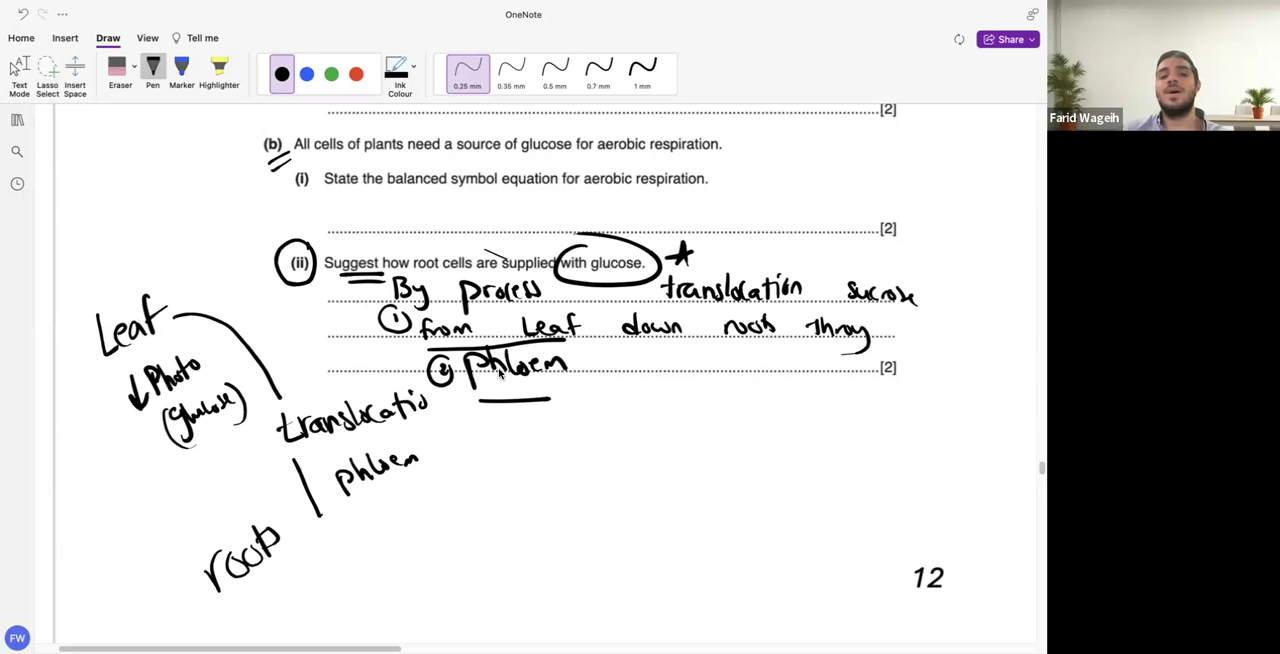 OneNote
Home Insert Draw View Tell me
Share
Text Mode
Lasso Select
Insert Space
Eraser
Pen
Marker
Highlighter
Ink Colour
0.25 mm
0.35 mm
0.5 mm
0.7 mm
1 mm
Farid Wageih
[2]
(b) All cells of plants need a source of glucose for aerobic respiration.
(i) State the balanced symbol equation for aerobic respiration.
[2]
(ii) Suggest how root cells are supplied with glucose.
By process translocation sucrose
① from Leaf down roots throug
② phloem
[2]
Leaf
Photo
(glucose)
translocatio
phloem
roots
12
FW